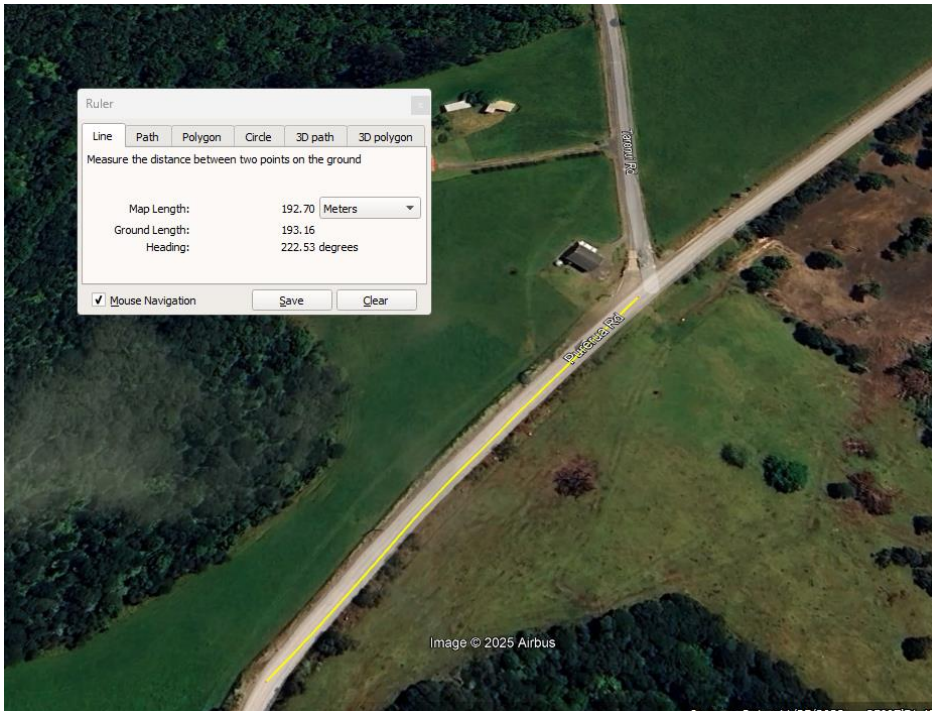 Ruler
Line Path Polygon Circle 3D path 3D polygon
Measure the distance between two points on the ground
Map Length: 192.70 Meters
Ground Length: 193.16
Heading: 222.53 degrees
Mouse Navigation Save Clear
Purerua Rd
Image © 2025 Airbus